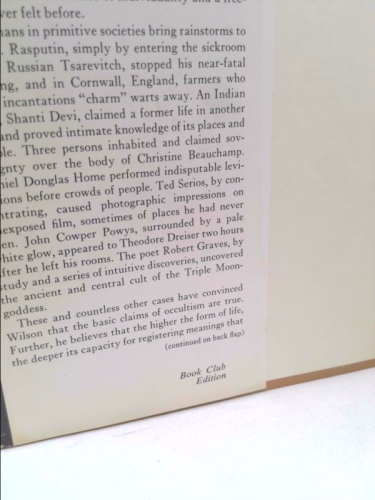 ver felt before.
ans in primitive societies bring rainstorms to
Rasputin, simply by entering the sickroom
Russian Tsarevitch, stopped his near-fatal
ng, and in Cornwall, England, farmers who
incantations "charm" warts away. An Indian
Shanti Devi, claimed a former life in another
and proved intimate knowledge of its places and
le. Three persons inhabited and claimed sov-
gnty over the body of Christine Beauchamp.
iel Donglas Home performed indisputable levi-
ions before crowds of people. Ted Serios, by con-
ntrating, caused photographic impressions on
nexposed film, sometimes of places he had never
en. John Cowper Powys, surrounded by a pale
white glow, appeared to Theodore Dreiser two hours
after he left his rooms. The poet Robert Graves, by
study and a series of intuitive discoveries, uncovered
the ancient and central cult of the Triple Moon-
goddess.
These and countless other cases have convinced
Wilson that the basic claims of occultism are true.
Further, he believes that the higher the form of life,
the deeper its capacity for registering meanings that
(continued on back flap)
Book Club
Edition